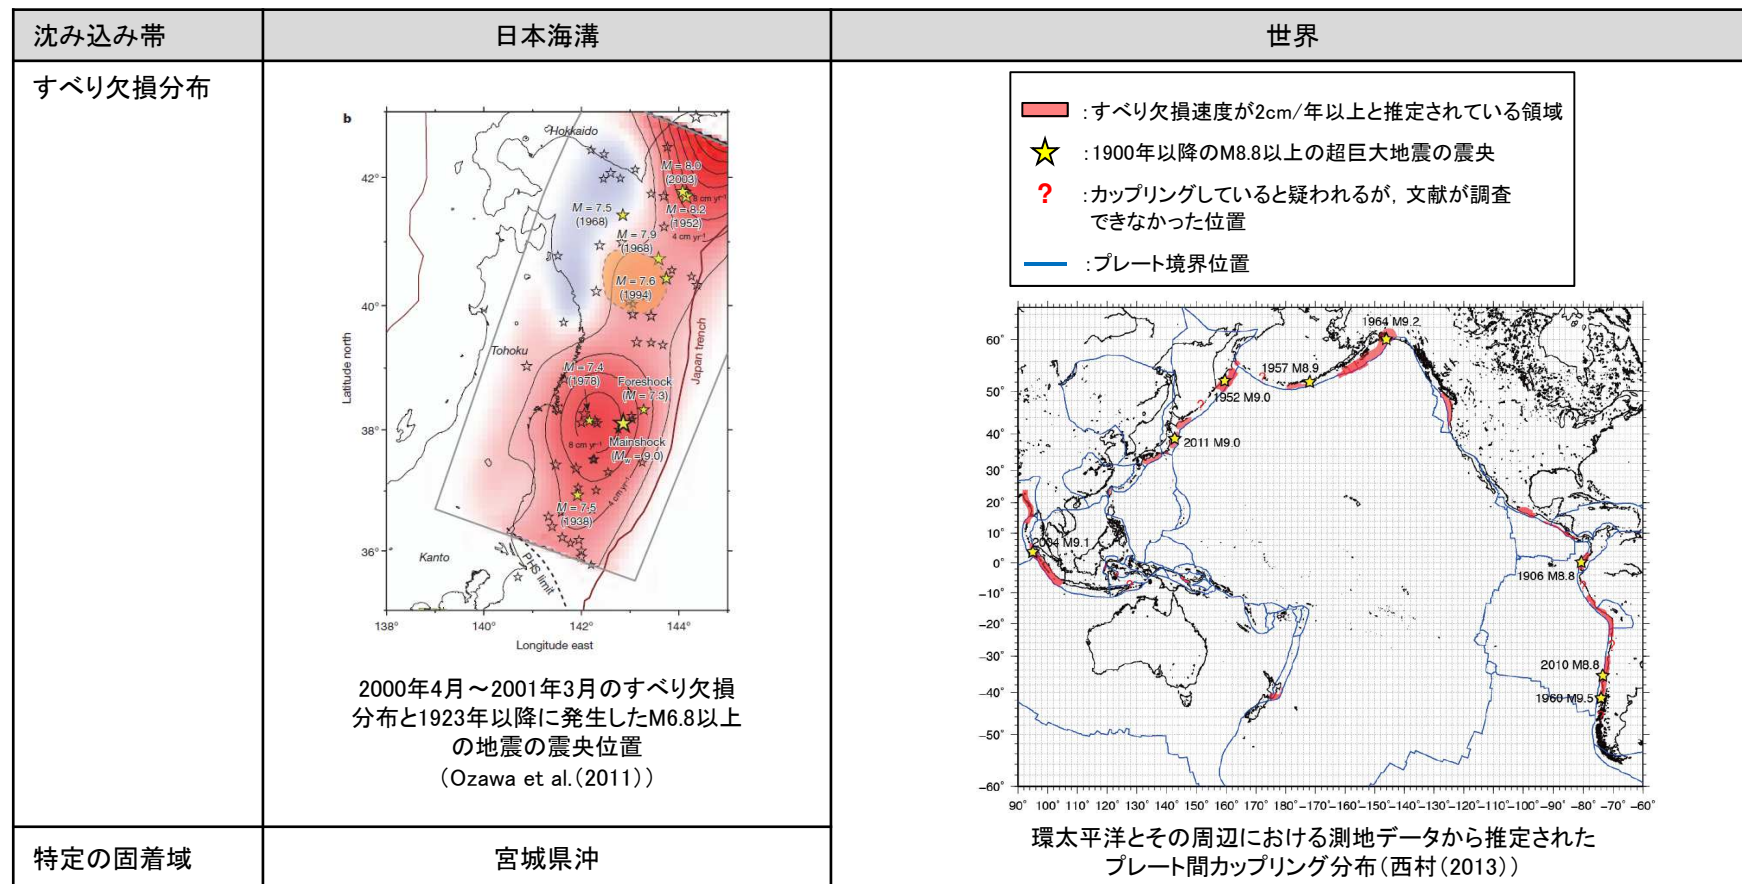 沈み込み帯
日本海溝
世界
すべり欠損分布
b
Hokkaido
M = 8.0
(2003)
8 cm yr⁻¹
M = 8.2
(1952)
4 cm yr⁻¹
M = 7.5
(1968)
M = 7.9
(1968)
M = 7.6
(1994)
Japan trench
Tohoku
M = 7.4
(1978)
Foreshock
(M = 7.3)
8 cm yr⁻¹
Mainshock
(Mw = 9.0)
4 cm yr⁻¹
M = 7.5
(1938)
Kanto
PHS limit
Latitude north
42°
40°
38°
36°
138°
140°
142°
144°
Longitude east
2000年4月～2001年3月のすべり欠損
分布と1923年以降に発生したM6.8以上
の地震の震央位置
（Ozawa et al.（2011））
:すべり欠損速度が2cm/年以上と推定されている領域
:1900年以降のM8.8以上の超巨大地震の震央
? :カップリングしていると疑われるが，文献が調査
できなかった位置
:プレート境界位置
1964 M9.2
1957 M8.9
?
1952 M9.0
?
2011 M9.0
2004 M9.1
1906 M8.8
2010 M8.8
1960 M9.5
60°
50°
40°
30°
20°
10°
0°
−10°
−20°
−30°
−40°
−50°
−60°
90° 100° 110° 120° 130° 140° 150° 160° 170° 180° −170° −160° −150° −140° −130° −120° −110° −100° −90° −80° −70° −60°
環太平洋とその周辺における測地データから推定された
プレート間カップリング分布（西村（2013））
特定の固着域
宮城県沖